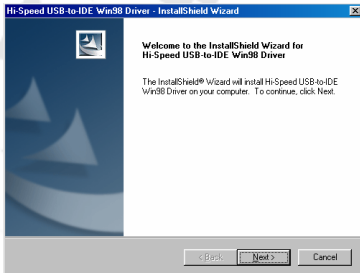 Hi-Speed USB-to-IDE Win98 Driver - InstallShield Wizard
Welcome to the InstallShield Wizard for
Hi-Speed USB-to-IDE Win98 Driver
The InstallShield® Wizard will install Hi-Speed USB-to-IDE
Win98 Driver on your computer. To continue, click Next.
< Back Next > Cancel